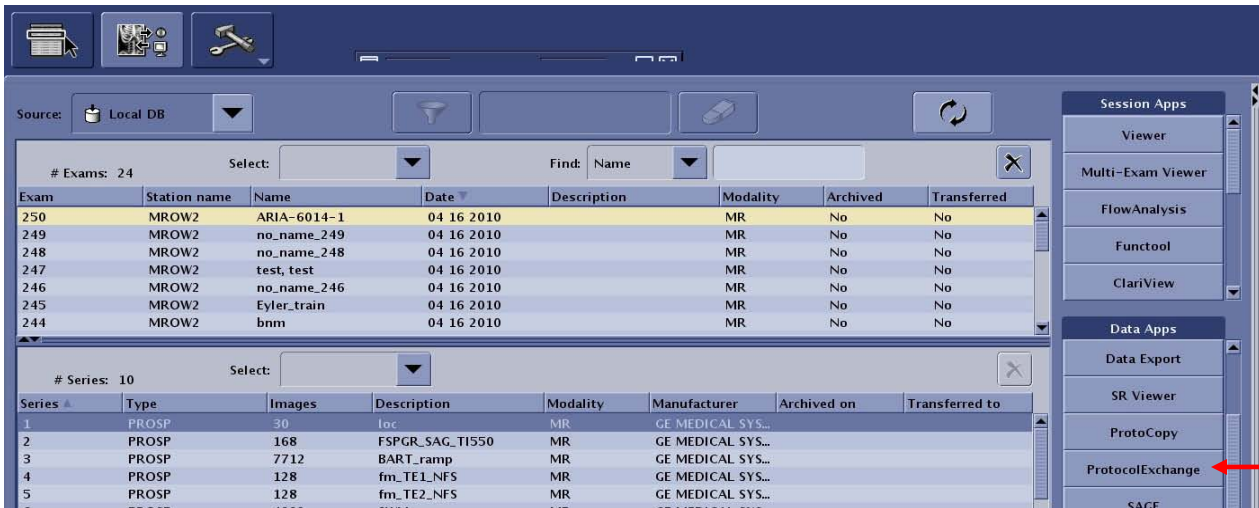 Session Apps
Source: Local DB
Viewer
# Exams: 24 Select: Find: Name
Multi-Exam Viewer
Exam Station name Name Date Description Modality Archived Transferred
250 MROW2 ARIA-6014-1 04 16 2010 MR No No
FlowAnalysis
249 MROW2 no_name_249 04 16 2010 MR No No
248 MROW2 no_name_248 04 16 2010 MR No No
Functool
247 MROW2 test, test 04 16 2010 MR No No
246 MROW2 no_name_246 04 16 2010 MR No No
ClariView
245 MROW2 Eyler_train 04 16 2010 MR No No
244 MROW2 bnm 04 16 2010 MR No No
Data Apps
Data Export
# Series: 10 Select:
SR Viewer
Series Type Images Description Modality Manufacturer Archived on Transferred to
1 PROSP 30 loc MR GE MEDICAL SYS...
ProtoCopy
2 PROSP 168 FSPGR_SAG_TI550 MR GE MEDICAL SYS...
3 PROSP 7712 BART_ramp MR GE MEDICAL SYS...
ProtocolExchange
4 PROSP 128 fm_TE1_NFS MR GE MEDICAL SYS...
5 PROSP 128 fm_TE2_NFS MR GE MEDICAL SYS...
SAGE